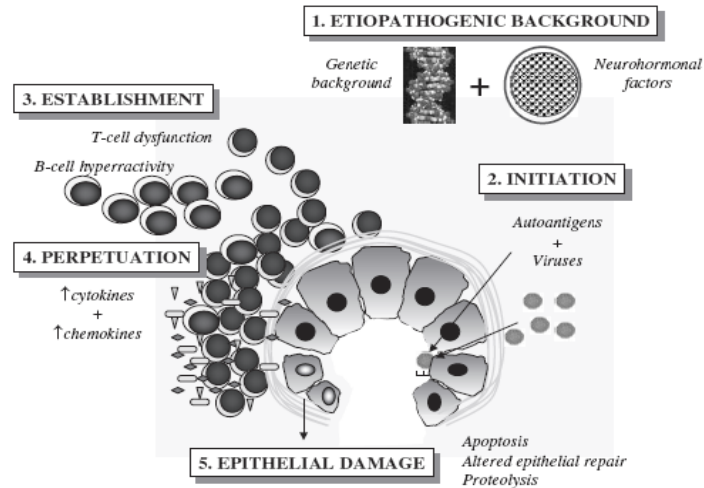 1. ETIOPATHOGENIC BACKGROUND
Genetic
background
+
Neurohormonal
factors
2. INITIATION
Autoantigens
+
Viruses
3. ESTABLISHMENT
T-cell dysfunction
B-cell hyperractivity
4. PERPETUATION
↑cytokines
+
↑chemokines
5. EPITHELIAL DAMAGE
Apoptosis
Altered epithelial repair
Proteolysis